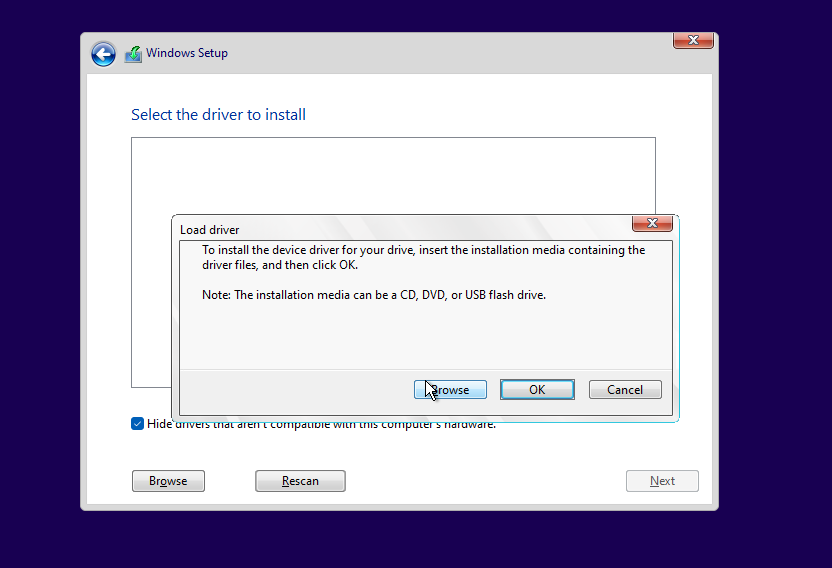 Windows Setup
Select the driver to install
Load driver
To install the device driver for your drive, insert the installation media containing the
driver files, and then click OK.
Note: The installation media can be a CD, DVD, or USB flash drive.
Browse OK Cancel
Hide drivers that aren't compatible with this computer's hardware.
Browse Rescan Next